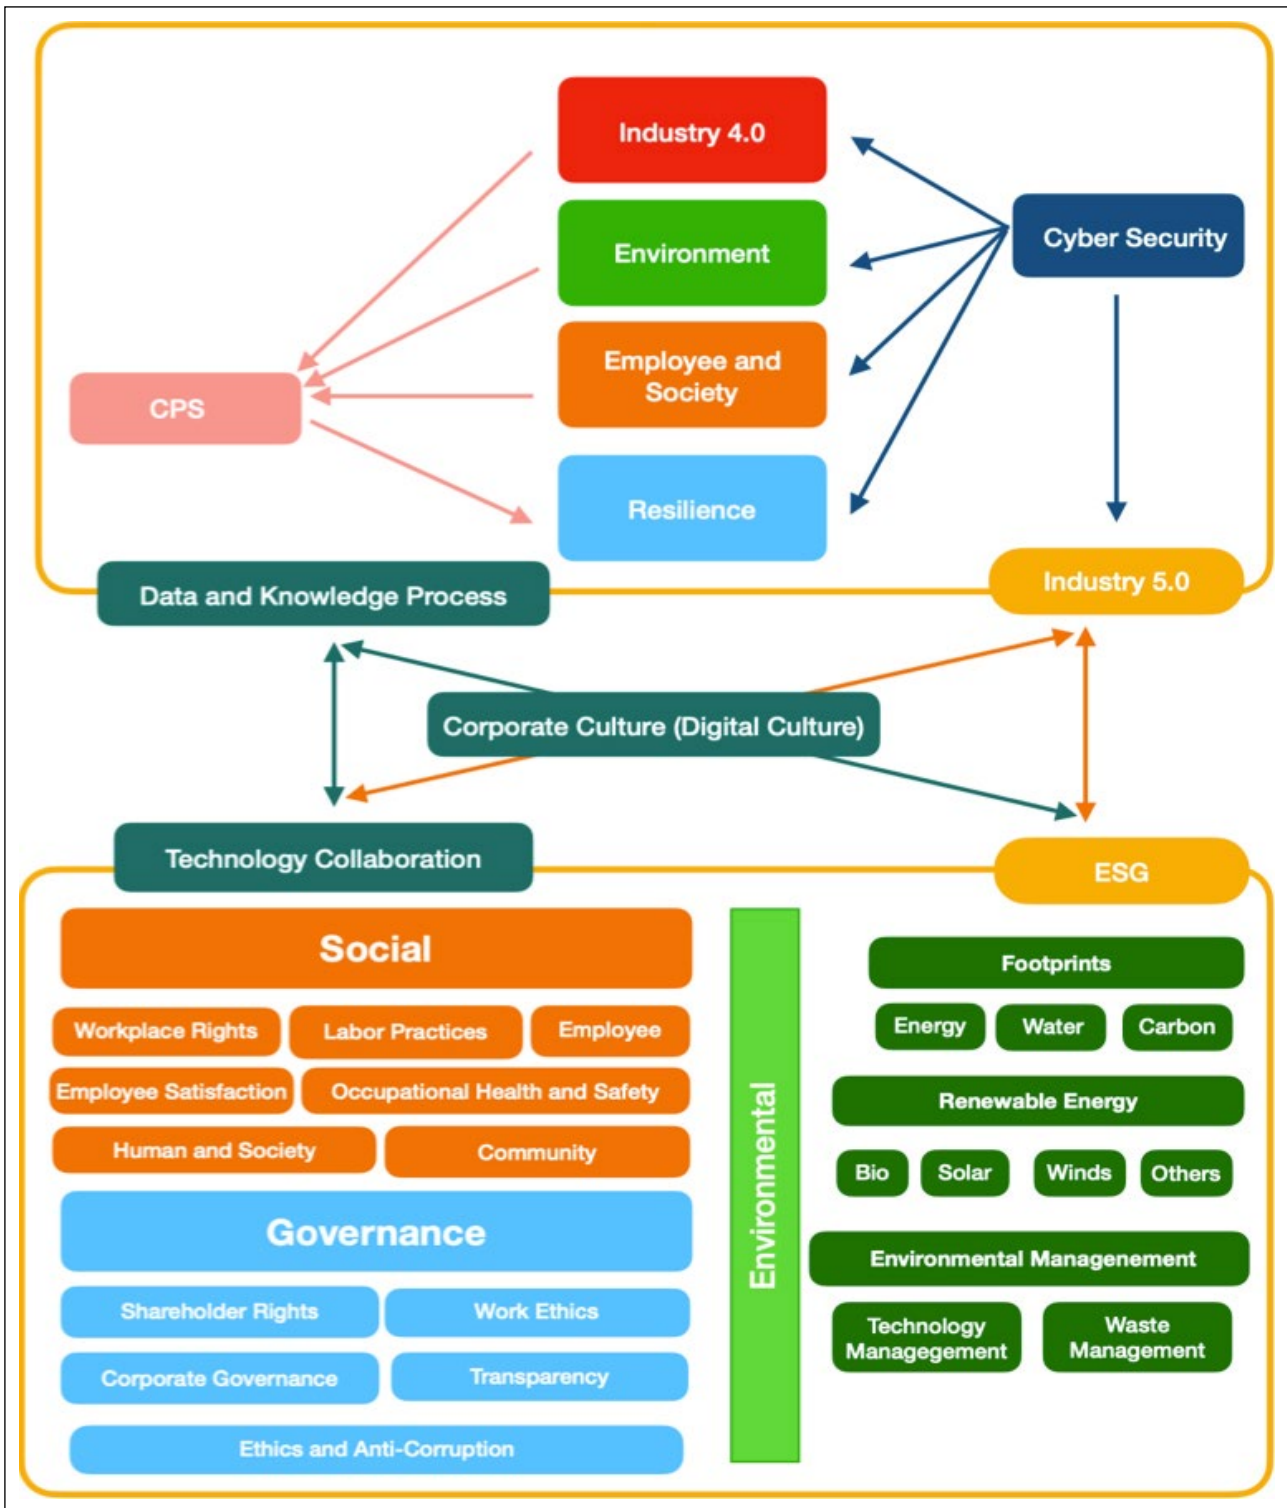 Industry 4.0
Environment
Cyber Security
Employee and
Society
CPS
Resilience
Data and Knowledge Process
Industry 5.0
Corporate Culture (Digital Culture)
Technology Collaboration
ESG
Social
Workplace Rights
Labor Practices
Employee
Employee Satisfaction
Occupational Health and Safety
Human and Society
Community
Governance
Shareholder Rights
Work Ethics
Corporate Governance
Transparency
Ethics and Anti-Corruption
Environmental
Footprints
Energy
Water
Carbon
Renewable Energy
Bio
Solar
Winds
Others
Environmental Managenement
Technology
Managegement
Waste
Management